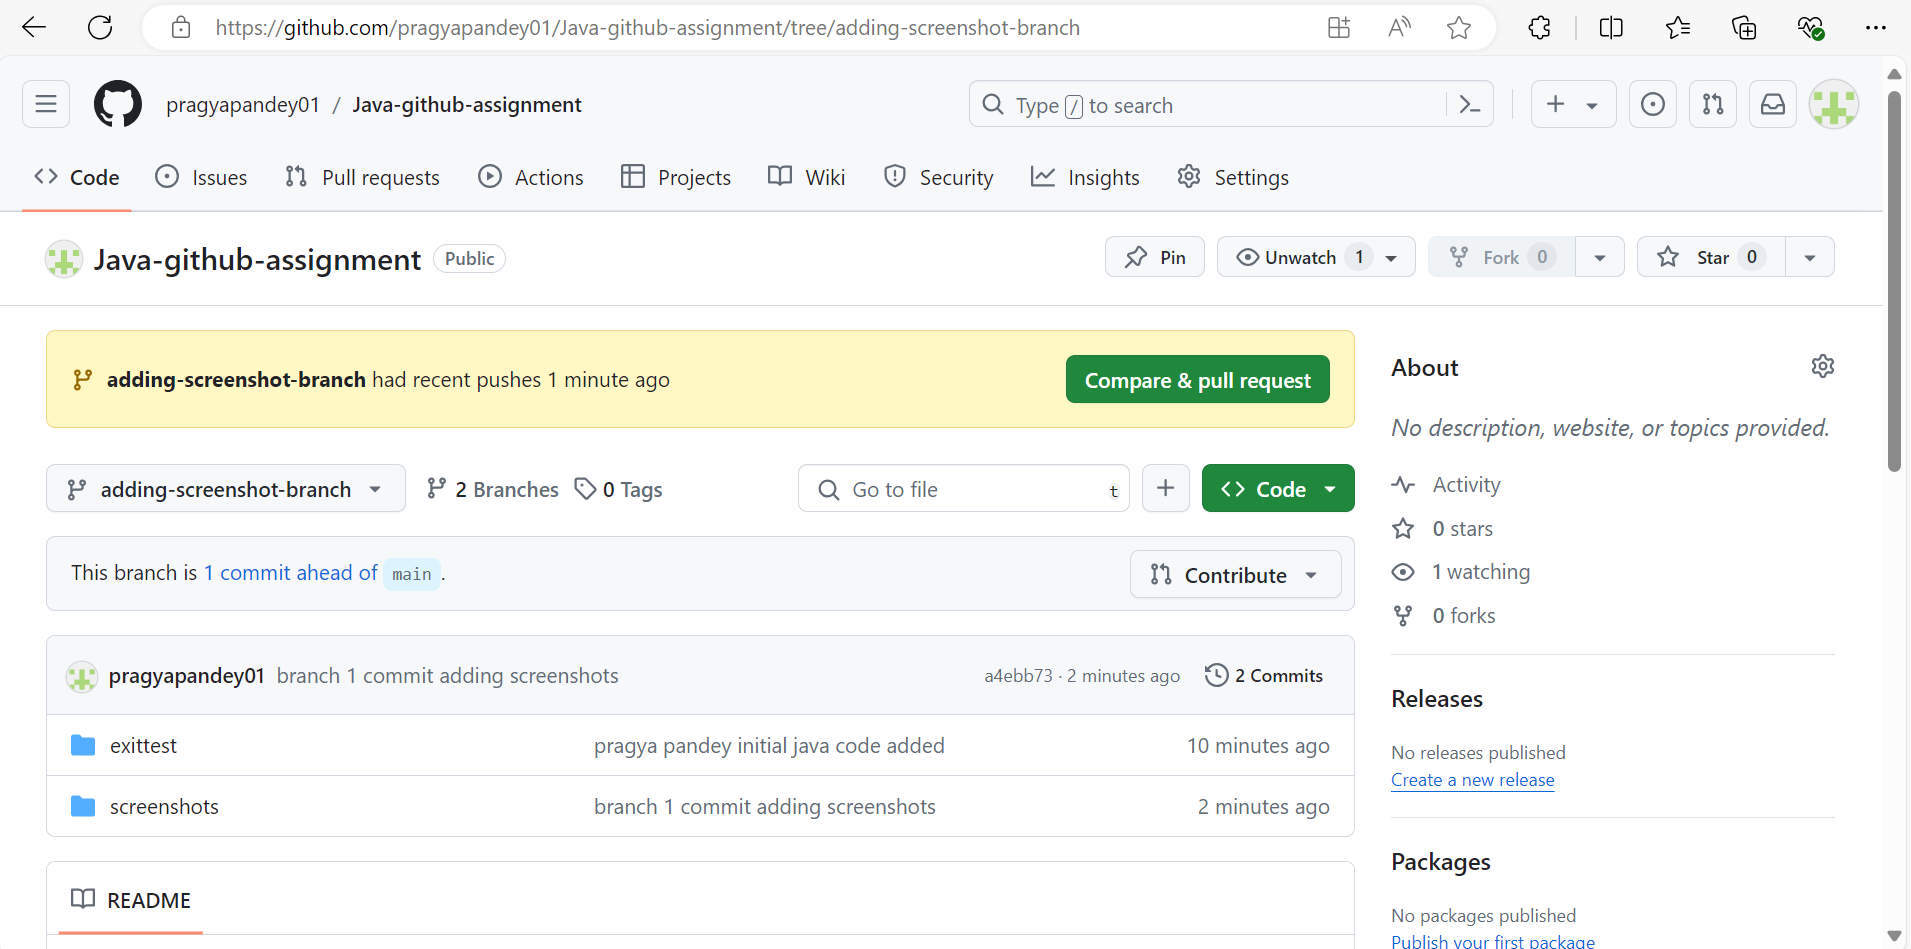 https://github.com/pragyapandey01/Java-github-assignment/tree/adding-screenshot-branch
pragyapandey01 / Java-github-assignment
Type / to search
Code
Issues
Pull requests
Actions
Projects
Wiki
Security
Insights
Settings
Java-github-assignment Public
Pin
Unwatch 1
Fork 0
Star 0
adding-screenshot-branch had recent pushes 1 minute ago
Compare & pull request
adding-screenshot-branch
2 Branches
0 Tags
Go to file
t
Code
This branch is 1 commit ahead of main .
Contribute
pragyapandey01 branch 1 commit adding screenshots
a4ebb73 · 2 minutes ago
2 Commits
exittest
pragya pandey initial java code added
10 minutes ago
screenshots
branch 1 commit adding screenshots
2 minutes ago
README
About
No description, website, or topics provided.
Activity
0 stars
1 watching
0 forks
Releases
No releases published
Create a new release
Packages
No packages published
Publish your first package